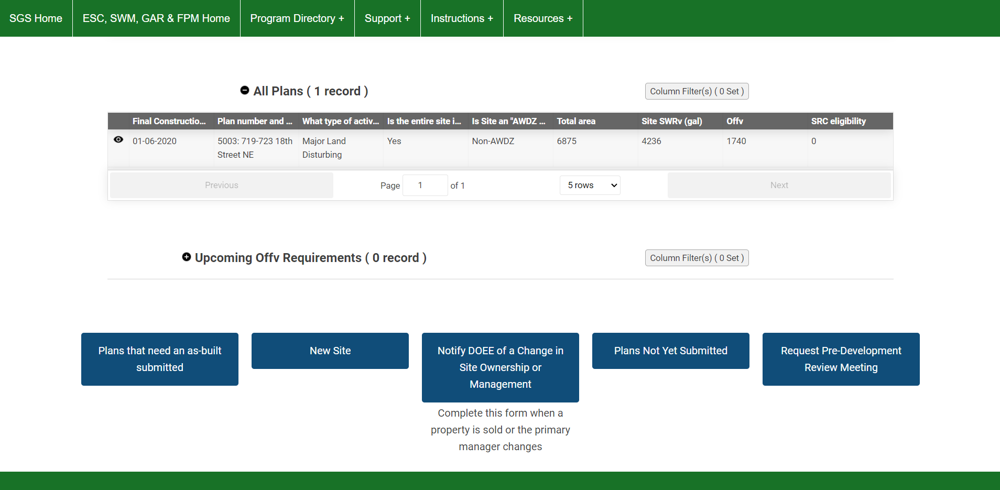 SGS Home
ESC, SWM, GAR & FPM Home
Program Directory +
Support +
Instructions +
Resources +
All Plans ( 1 record )
Column Filter(s) ( 0 Set )
Final Constructio...
Plan number and ...
What type of activ...
Is the entire site i...
Is Site an "AWDZ ...
Total area
Site SWRv (gal)
Offv
SRC eligibility
01-06-2020
5003: 719-723 18th
Street NE
Major Land
Disturbing
Yes
Non-AWDZ
6875
4236
1740
0
Previous
Page 1 of 1
5 rows
Next
Upcoming Offv Requirements ( 0 record )
Column Filter(s) ( 0 Set )
Plans that need an as-built
submitted
New Site
Notify DOEE of a Change in
Site Ownership or
Management
Complete this form when a
property is sold or the primary
manager changes
Plans Not Yet Submitted
Request Pre-Development
Review Meeting